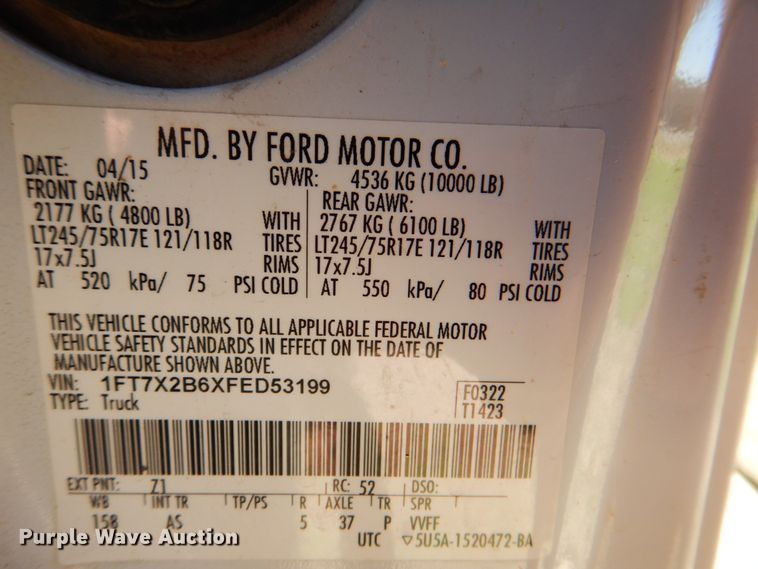 MFD. BY FORD MOTOR CO.
DATE: 04/15 GVWR: 4536 KG (10000 LB)
FRONT GAWR: REAR GAWR:
2177 KG ( 4800 LB) WITH 2767 KG ( 6100 LB) WITH
LT245/75R17E 121/118R TIRES LT245/75R17E 121/118R TIRES
17x7.5J RIMS 17x7.5J RIMS
AT 520 kPa/ 75 PSI COLD AT 550 kPa/ 80 PSI COLD
THIS VEHICLE CONFORMS TO ALL APPLICABLE FEDERAL MOTOR
VEHICLE SAFETY STANDARDS IN EFFECT ON THE DATE OF
MANUFACTURE SHOWN ABOVE.
VIN: 1FT7X2B6XFED53199 F0322
TYPE: Truck T1423
EXT PNT: Z1 RC: 52 DSO:
WB INT TR TP/PS R AXLE TR SPR
158 AS 5 37 P VVFF
UTC ▽5U5A-1520472-BA
Purple Wave Auction